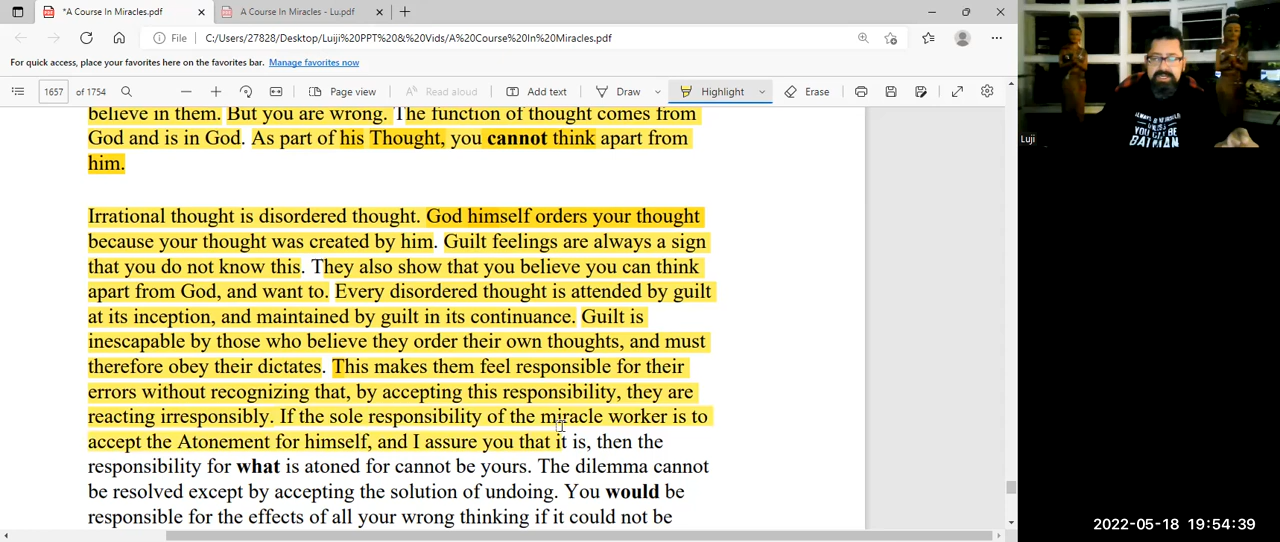 *A Course In Miracles.pdf
A Course In Miracles - Lu.pdf
File
C:/Users/27828/Desktop/Luiji%20PPT%20&%20Vids/A%20Course%20In%20Miracles.pdf
For quick access, place your favorites here on the favorites bar. Manage favorites now
1657 of 1754
Page view
Read aloud
Add text
Draw
Highlight
Erase
believe in them. But you are wrong. The function of thought comes from
God and is in God. As part of his Thought, you cannot think apart from
him.
Irrational thought is disordered thought. God himself orders your thought
because your thought was created by him. Guilt feelings are always a sign
that you do not know this. They also show that you believe you can think
apart from God, and want to. Every disordered thought is attended by guilt
at its inception, and maintained by guilt in its continuance. Guilt is
inescapable by those who believe they order their own thoughts, and must
therefore obey their dictates. This makes them feel responsible for their
errors without recognizing that, by accepting this responsibility, they are
reacting irresponsibly. If the sole responsibility of the miracle worker is to
accept the Atonement for himself, and I assure you that it is, then the
responsibility for what is atoned for cannot be yours. The dilemma cannot
be resolved except by accepting the solution of undoing. You would be
responsible for the effects of all your wrong thinking if it could not be
YOU CAN BE
BATMAN
Luji
2022-05-18 19:54:39